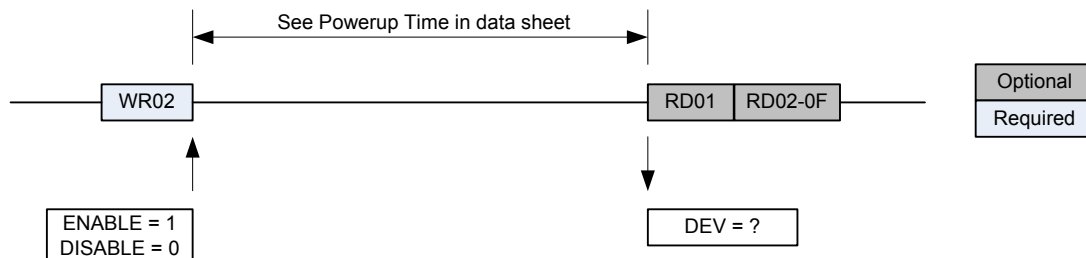 See Powerup Time in data sheet
WR02
RD01
RD02-0F
Optional
Required
ENABLE = 1
DISABLE = 0
DEV = ?